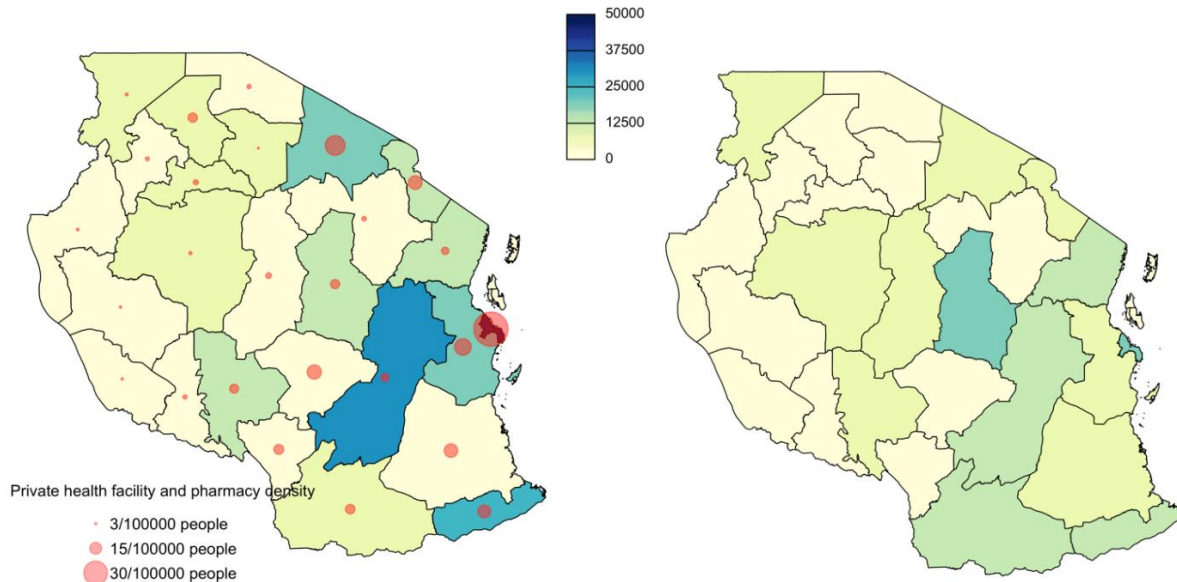 50000
37500
25000
12500
0
Private health facility and pharmacy density
3/100000 people
15/100000 people
30/100000 people